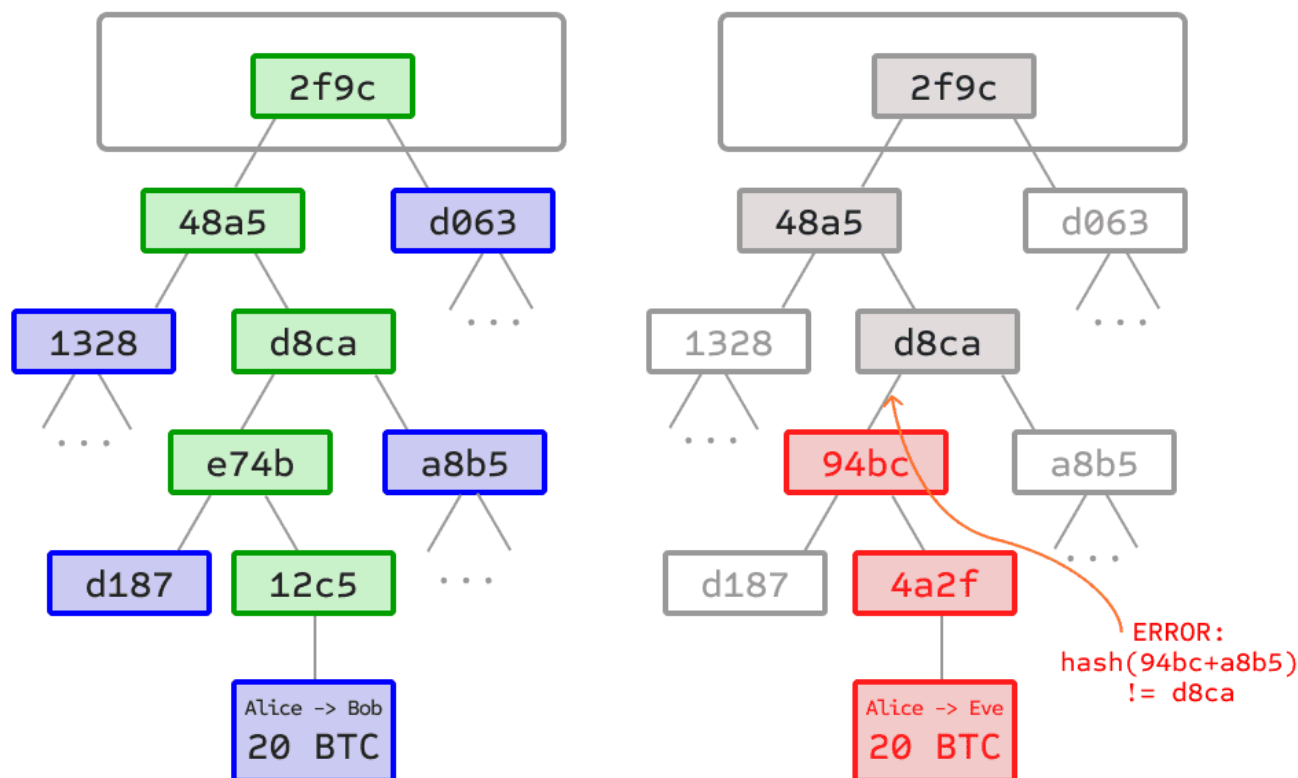 2f9c
48a5
d063
1328
d8ca
...
...
e74b
a8b5
d187
12c5
...
Alice -> Bob
20 BTC
2f9c
48a5
d063
1328
d8ca
...
...
94bc
a8b5
d187
4a2f
...
Alice -> Eve
20 BTC
ERROR:
hash(94bc+a8b5)
!= d8ca